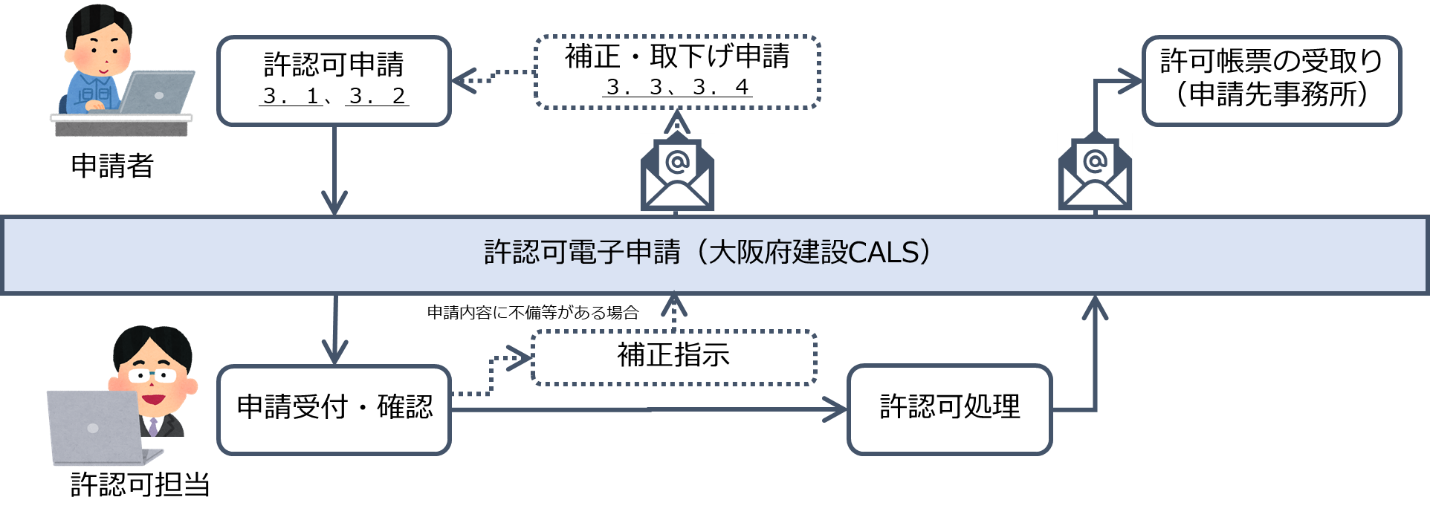 許認可申請
３．１、３．２
補正・取下げ申請
３．３、３．４
許可帳票の受取り
（申請先事務所）
@
@
申請者
許認可電子申請（大阪府建設CALS）
申請内容に不備等がある場合
補正指示
申請受付・確認
許認可処理
許認可担当